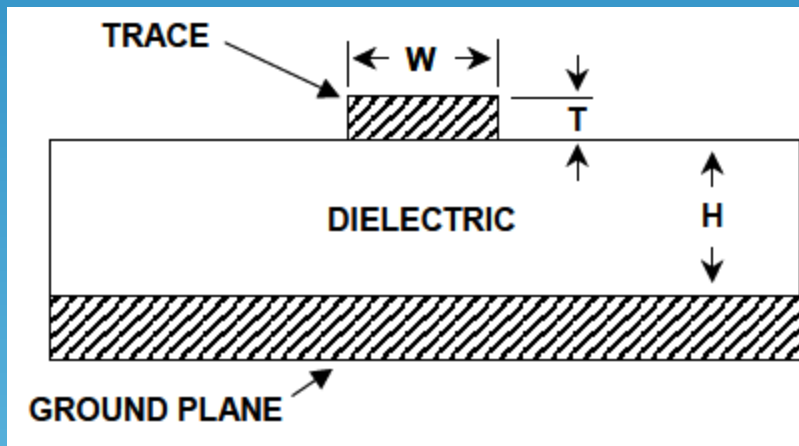 TRACE
W
T
DIELECTRIC
H
GROUND PLANE